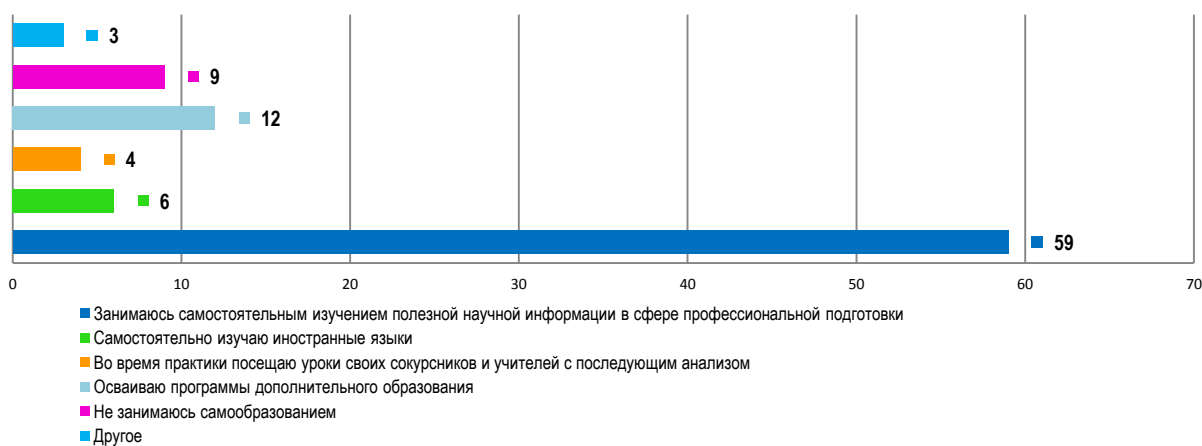 3
9
12
4
6
59
0 10 20 30 40 50 60 70
Занимаюсь самостоятельным изучением полезной научной информации в сфере профессиональной подготовки
Самостоятельно изучаю иностранные языки
Во время практики посещаю уроки своих сокурсников и учителей с последующим анализом
Осваиваю программы дополнительного образования
Не занимаюсь самообразованием
Другое